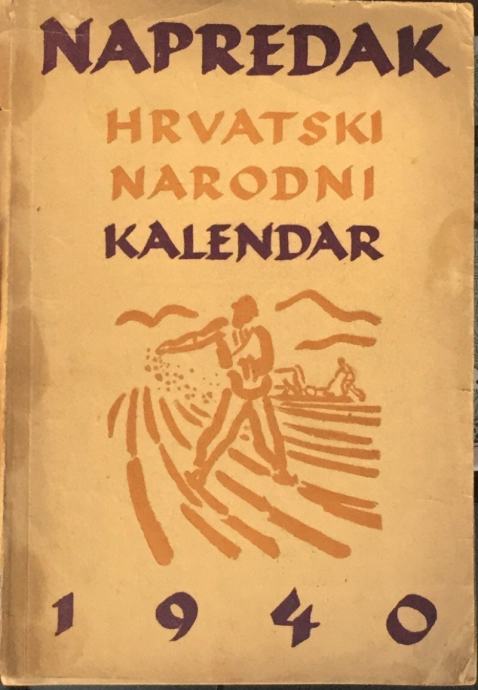 NAPREDAK
HRVATSKI
NARODNI
KALENDAR
1940